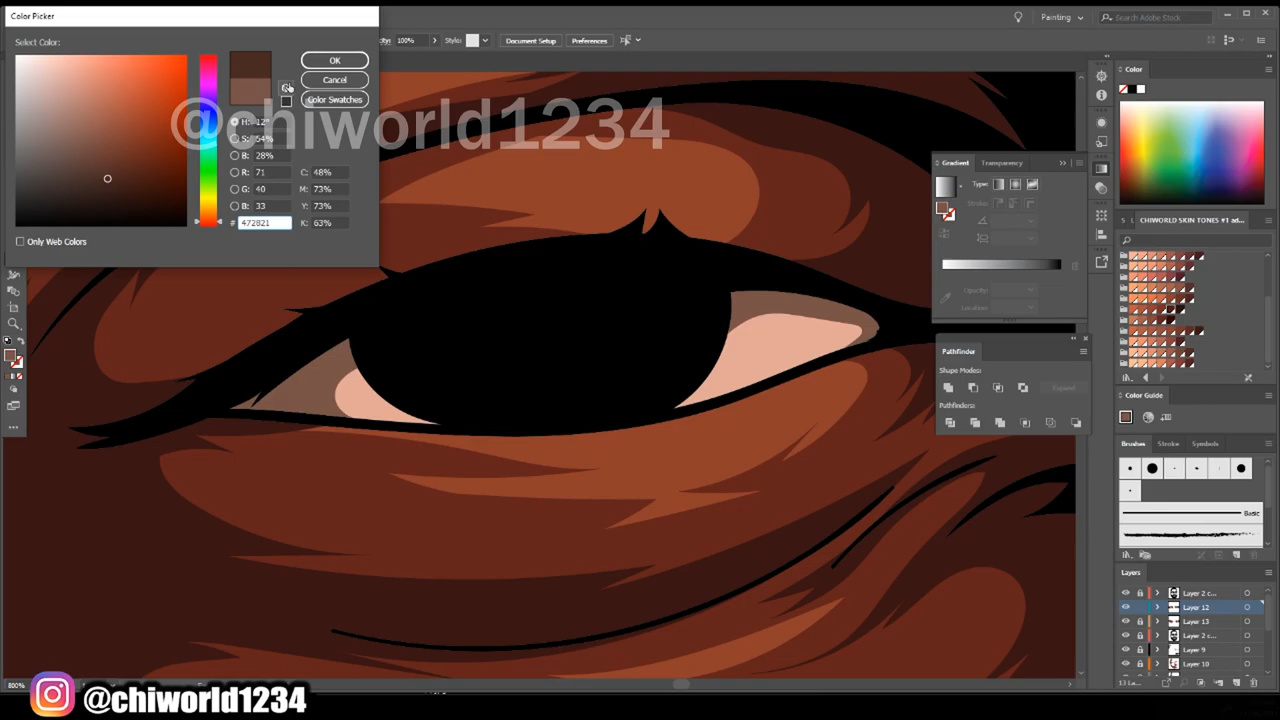 Color Picker
Select Color:
OK
Cancel
Color Swatches
H: 12°
S: 54%
B: 28%
R: 71
G: 40
B: 33
# 472821
C: 48%
M: 73%
Y: 73%
K: 63%
Only Web Colors
100%
Style:
Document Setup
Preferences
Painting
Search Adobe Stock
@chiworld1234
Color
Gradient
Transparency
Type:
Stroke:
Opacity:
Location:
CHIWORLD SKIN TONES #1 ad...
Pathfinder
Shape Modes:
Expand
Pathfinders:
Color Guide
Brushes
Stroke
Symbols
Basic
Layers
Layer 2 c...
Layer 12
Layer 13
Layer 2 c...
Layer 9
Layer 10
800%
@chiworld1234